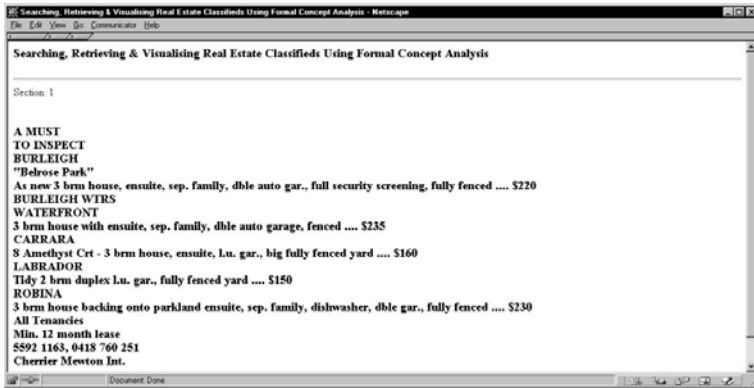 Searching, Retrieving & Visualising Real Estate Classifieds Using Formal Concept Analysis - Netscape
File Edit View Go Communicator Help
Searching, Retrieving & Visualising Real Estate Classifieds Using Formal Concept Analysis
Section: 1
A MUST
TO INSPECT
BURLEIGH
"Belrose Park"
As new 3 brm house, ensuite, sep. family, dble auto gar., full security screening, fully fenced .... $220
BURLEIGH WTRS
WATERFRONT
3 brm house with ensuite, sep. family, dble auto garage, fenced .... $235
CARRARA
8 Amethyst Crt - 3 brm house, ensuite, l.u. gar., big fully fenced yard .... $160
LABRADOR
Tidy 2 brm duplex l.u. gar., fully fenced yard .... $150
ROBINA
3 brm house backing onto parkland ensuite, sep. family, dishwasher, dble gar., fully fenced .... $230
All Tenancies
Min. 12 month lease
5592 1163, 0418 760 251
Cherrier Mewton Int.
Document: Done